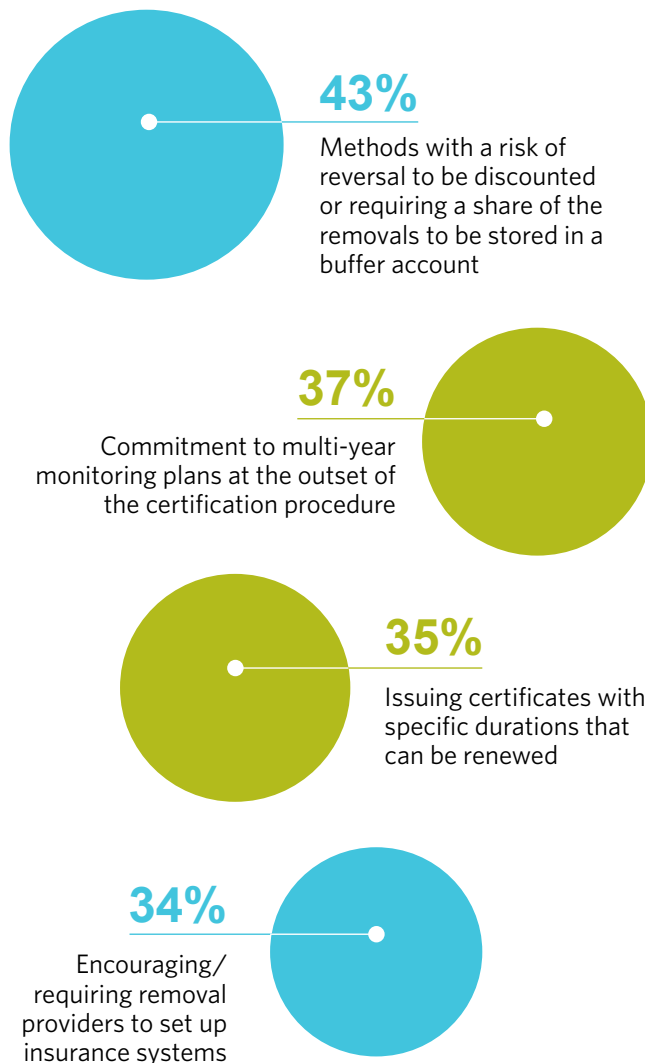 43%
Methods with a risk of
reversal to be discounted
or requiring a share of the
removals to be stored in a
buffer account
37%
Commitment to multi-year
monitoring plans at the outset of
the certification procedure
35%
Issuing certificates with
specific durations that
can be renewed
34%
Encouraging/
requiring removal
providers to set up
insurance systems